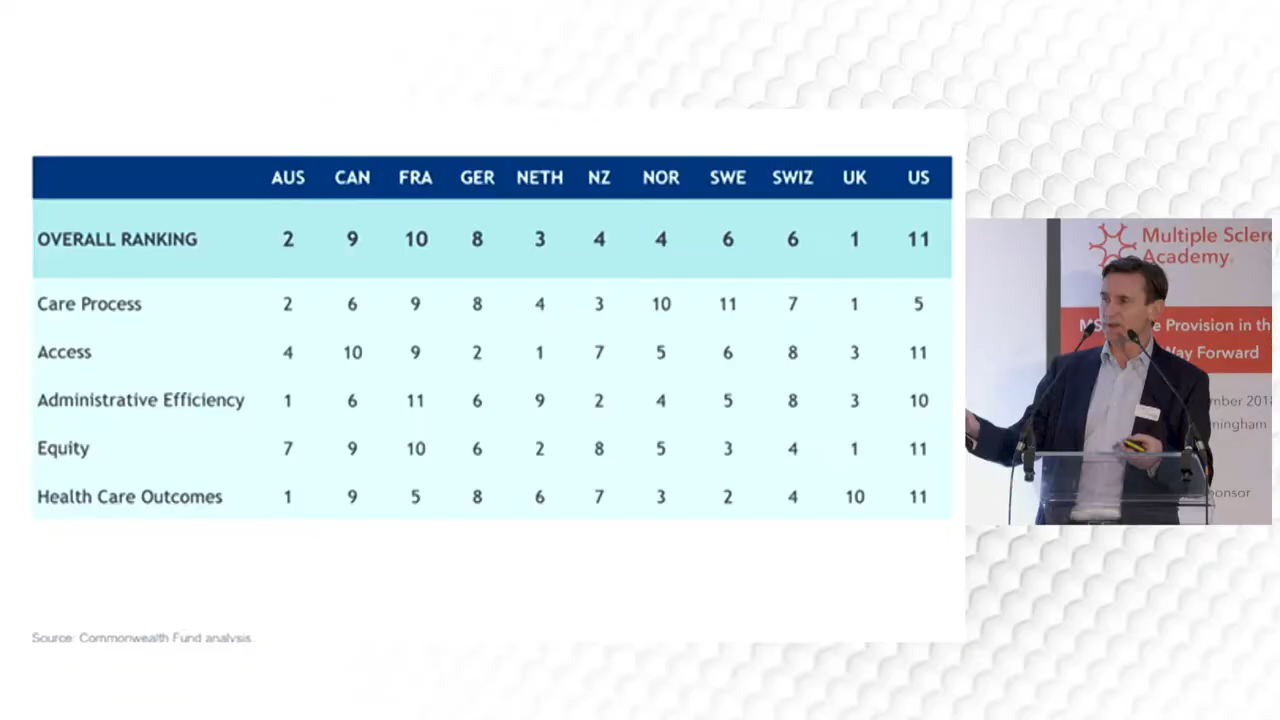 AUS CAN FRA GER NETH NZ NOR SWE SWIZ UK US
OVERALL RANKING 2 9 10 8 3 4 4 6 6 1 11
Care Process 2 6 9 8 4 3 10 11 7 1 5
Access 4 10 9 2 1 7 5 6 8 3 11
Administrative Efficiency 1 6 11 6 9 2 4 5 8 3 10
Equity 7 9 10 6 2 8 5 3 4 1 11
Health Care Outcomes 1 9 5 8 6 7 3 2 4 10 11
Source: Commonwealth Fund analysis.
Multiple
Academy
Provision in
Way Forward